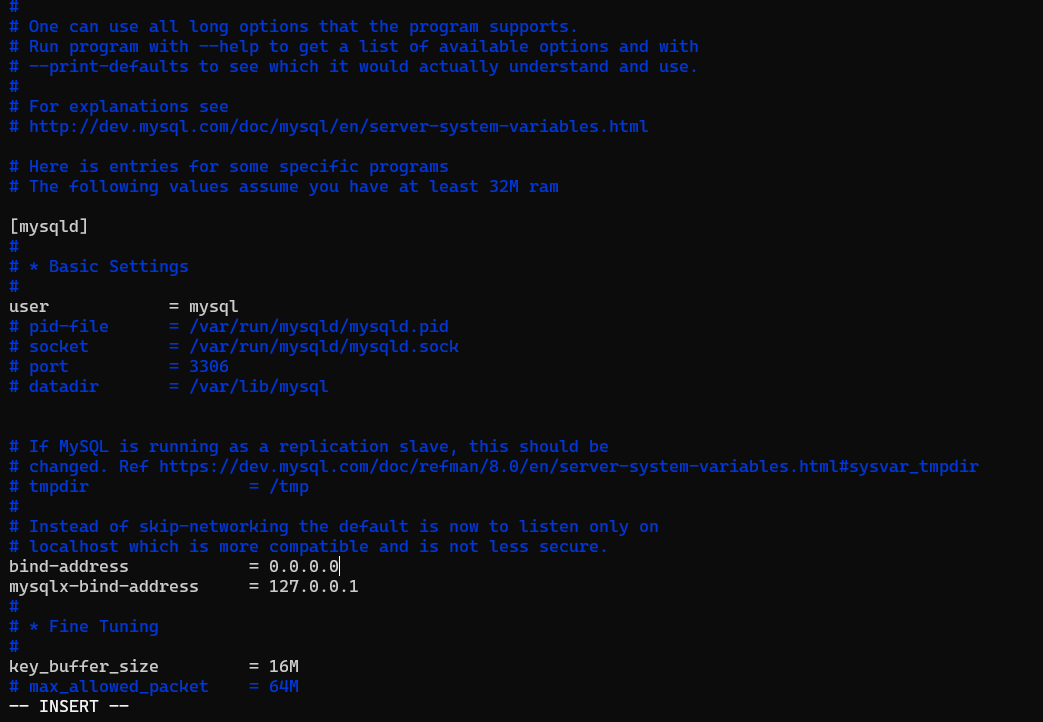 #
# One can use all long options that the program supports.
# Run program with --help to get a list of available options and with
# --print-defaults to see which it would actually understand and use.
#
# For explanations see
# http://dev.mysql.com/doc/mysql/en/server-system-variables.html
# Here is entries for some specific programs
# The following values assume you have at least 32M ram
[mysqld]
#
# * Basic Settings
#
user            = mysql
# pid-file      = /var/run/mysqld/mysqld.pid
# socket        = /var/run/mysqld/mysqld.sock
# port          = 3306
# datadir       = /var/lib/mysql
# If MySQL is running as a replication slave, this should be
# changed. Ref https://dev.mysql.com/doc/refman/8.0/en/server-system-variables.html#sysvar_tmpdir
# tmpdir                = /tmp
#
# Instead of skip-networking the default is now to listen only on
# localhost which is more compatible and is not less secure.
bind-address            = 0.0.0.0
mysqlx-bind-address     = 127.0.0.1
#
# * Fine Tuning
#
key_buffer_size         = 16M
# max_allowed_packet    = 64M
-- INSERT --